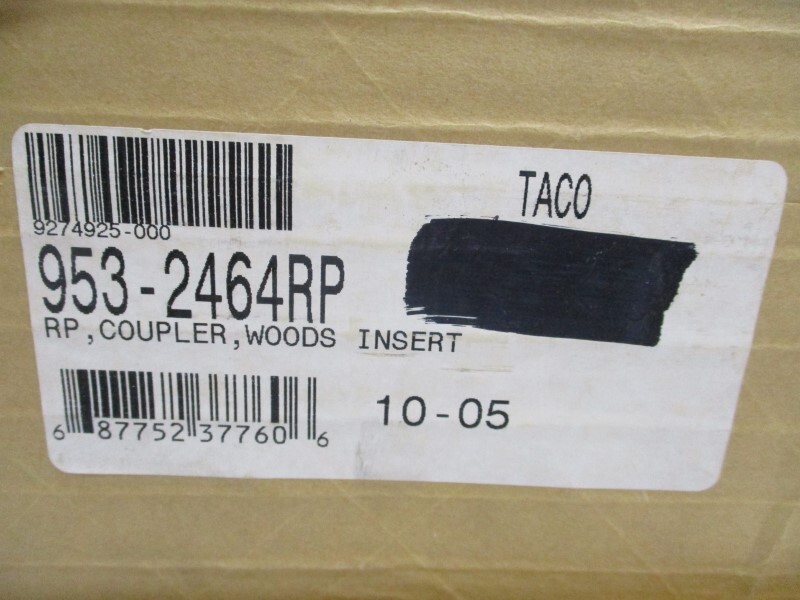 9274925-000
TACO
953-2464RP
RP,COUPLER,WOODS INSERT
10-05
6 87752 37760 6